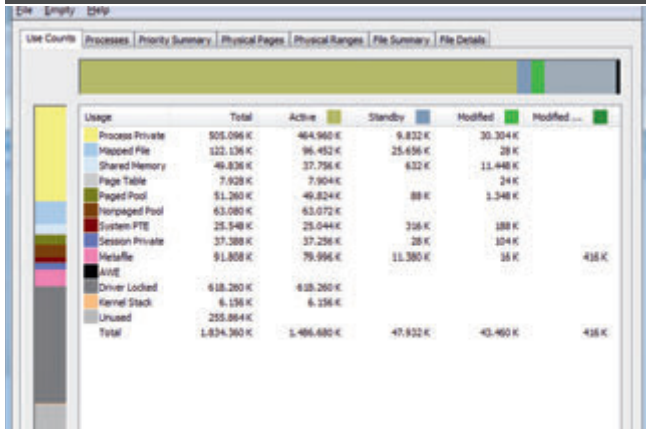 File Empty Help
Use Counts Processes Priority Summary Physical Pages Physical Ranges File Summary File Details
Usage Total Active Standby Modified Modified ...
Process Private 505.096 K 464.960 K 9.832 K 30.304 K
Mapped File 122.136 K 96.452 K 25.656 K 28 K
Shared Memory 49.836 K 37.756 K 632 K 11.448 K
Page Table 7.928 K 7.904 K 24 K
Paged Pool 51.260 K 49.824 K 88 K 1.348 K
Nonpaged Pool 63.080 K 63.072 K
System PTE 25.548 K 25.044 K 316 K 188 K
Session Private 37.388 K 37.256 K 28 K 104 K
Metafile 91.808 K 79.996 K 11.380 K 16 K 416 K
AWE
Driver Locked 618.260 K 618.260 K
Kernel Stack 6.156 K 6.156 K
Unused 255.864 K
Total 1.834.360 K 1.486.680 K 47.932 K 43.460 K 416 K